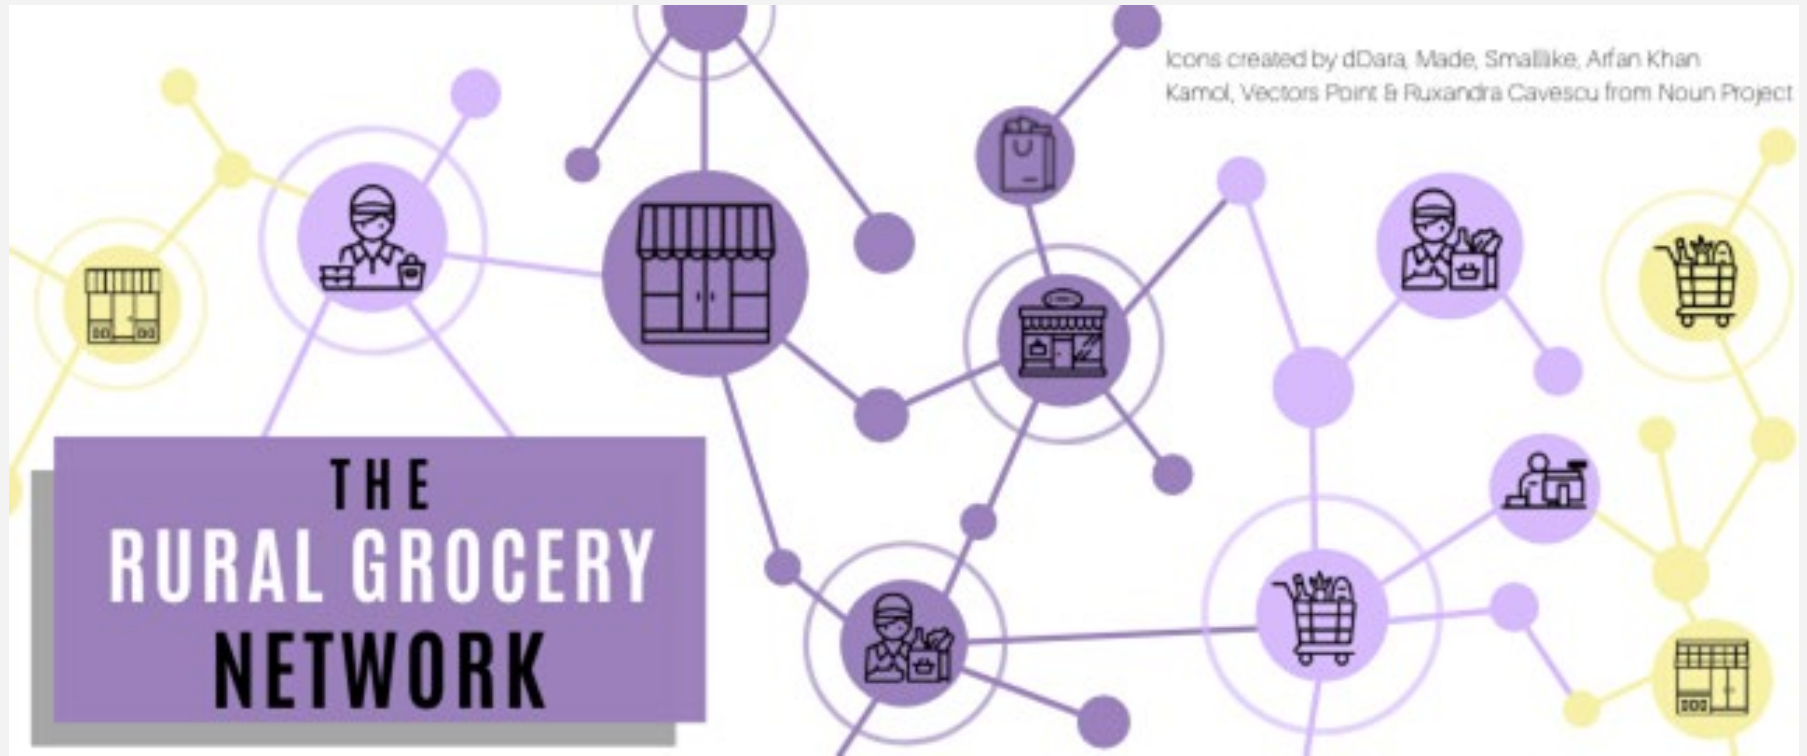 Icons created by dDara, Made, Smalllike, Arfan Khan
Kamol, Vectors Point & Ruxandra Cavescu from Noun Project
THE
RURAL GROCERY
NETWORK